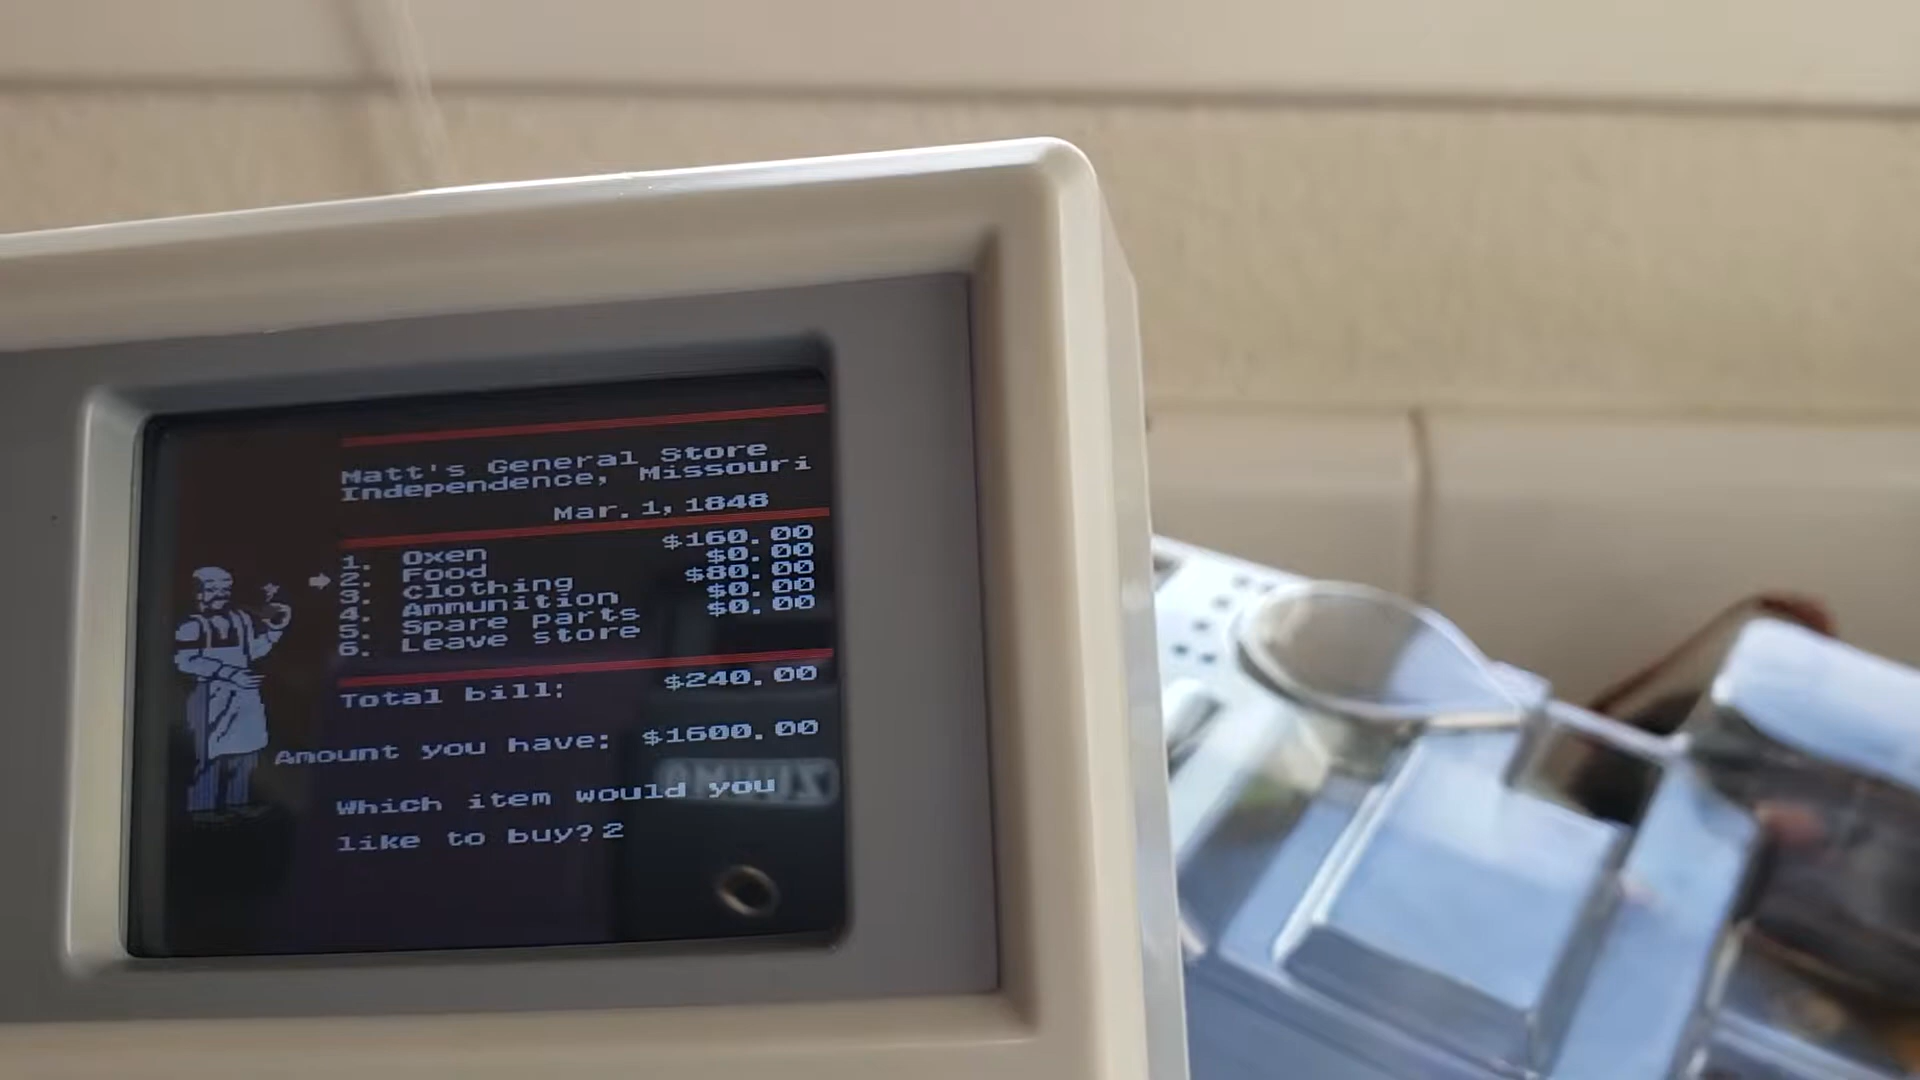 Matt's General Store
Independence, Missouri
Mar. 1, 1848
1. Oxen $160.00
2. Food $0.00
3. Clothing $80.00
4. Ammunition $0.00
5. Spare parts $0.00
6. Leave store
Total bill: $240.00
Amount you have: $1600.00
Which item would you
like to buy? 2